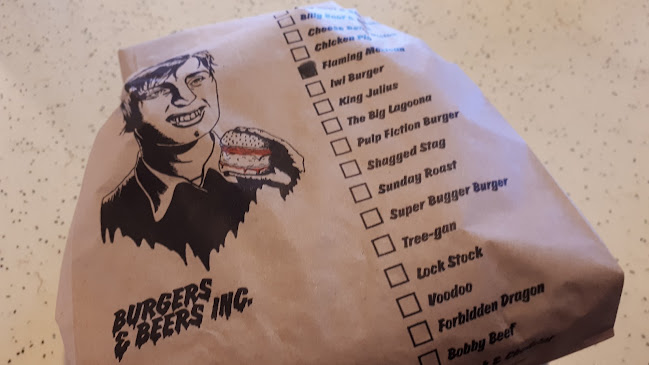 BURGERS
& BEERS INC.
Billy
Cheese
Chicken
Flaming
Iwi Burger
King Julius
The Big Lagoona
Pulp Fiction Burger
Shagged Stag
Sunday Roast
Super Bugger Burger
Tree-gan
Lock Stock
Voodoo
Forbidden Dragon
Bobby Beef